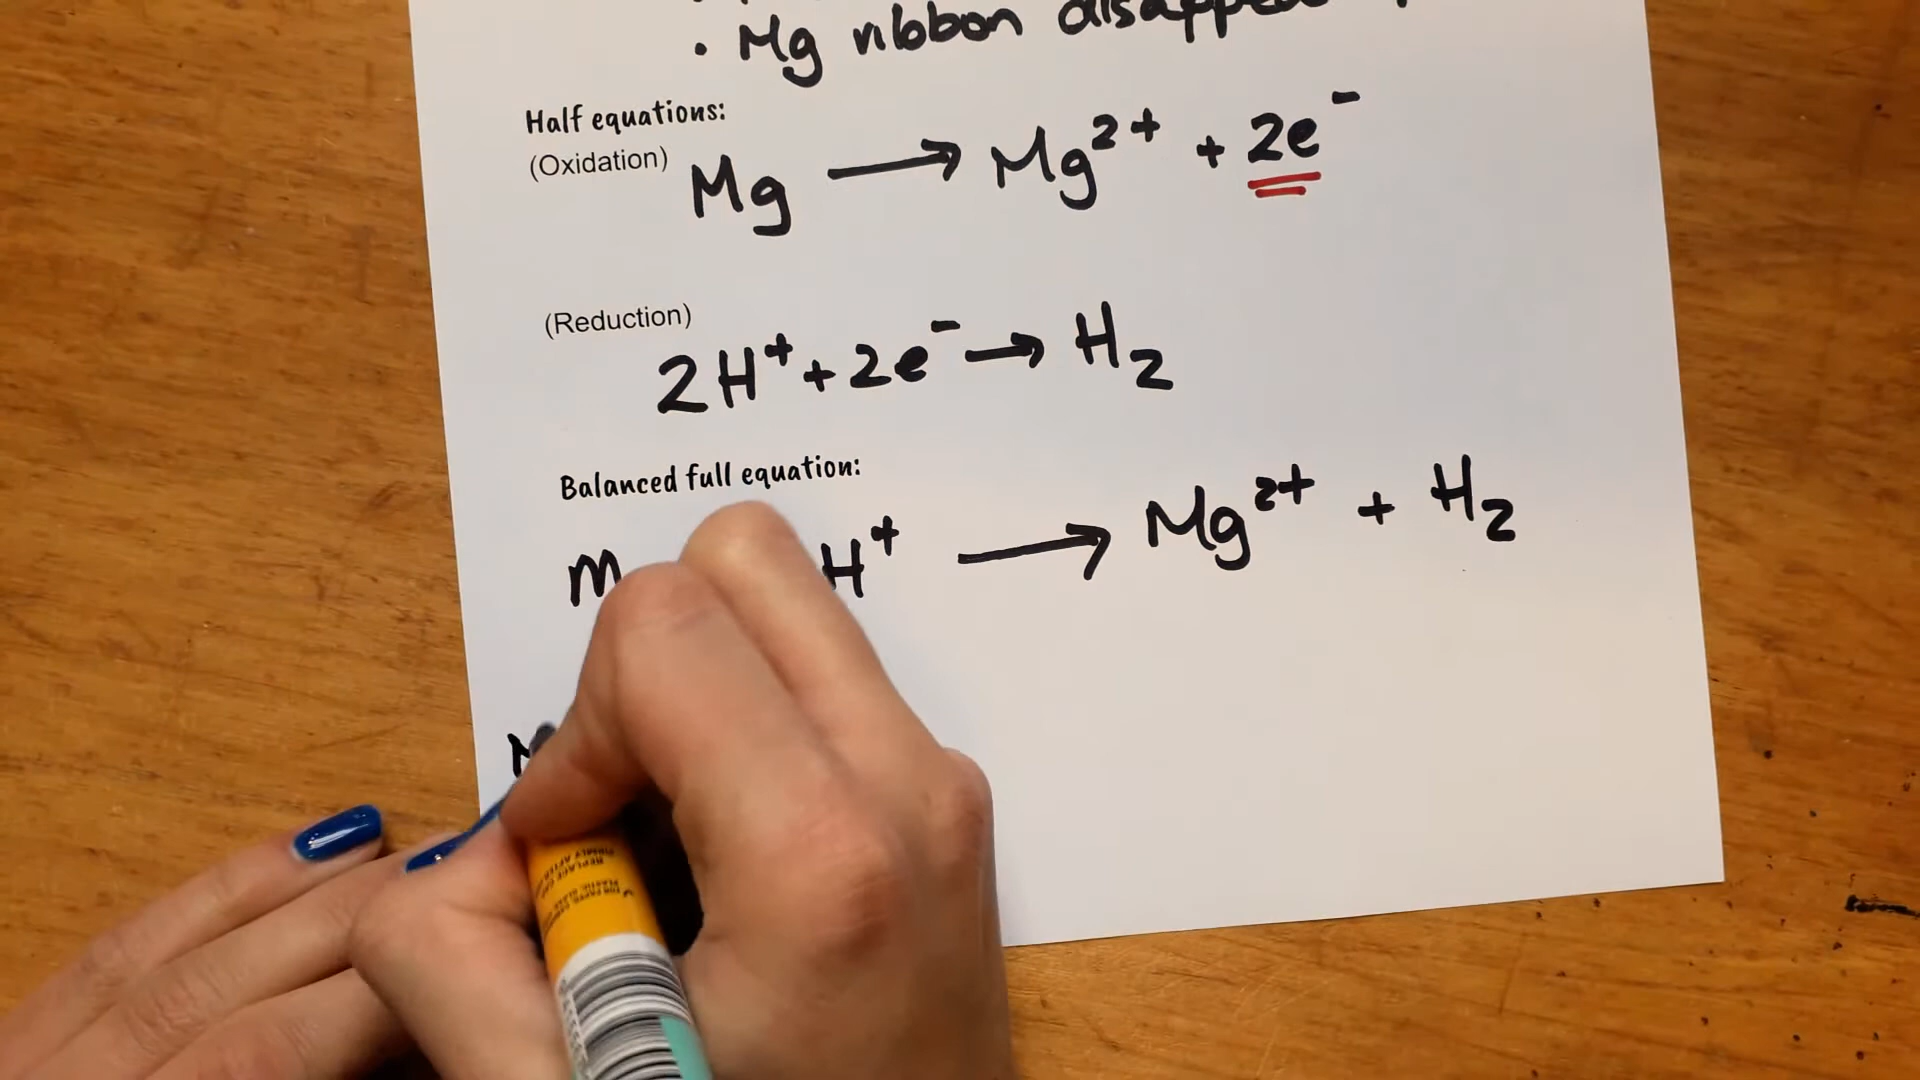 • Mg ribbon
Half equations:
(Oxidation) Mg → Mg²⁺ + 2e⁻
(Reduction)
2H⁺ + 2e⁻ → H₂
Balanced full equation:
H⁺ → Mg²⁺ + H₂